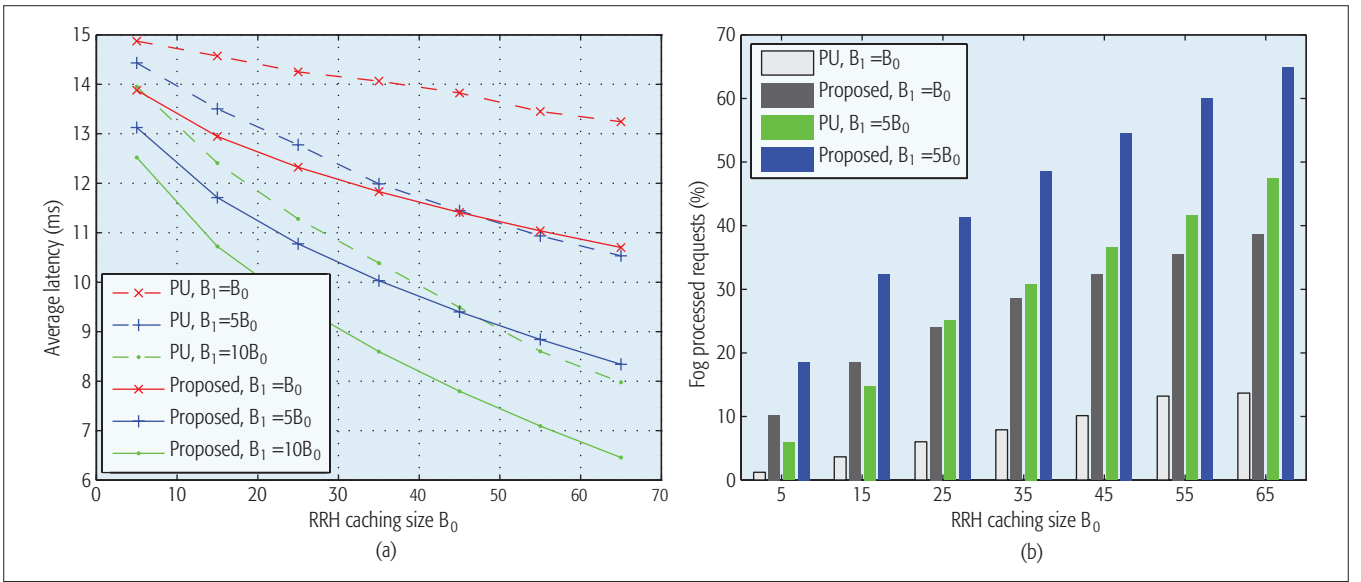 15
14
13
12
11
10
9
8
7
6
Average latency (ms)
PU, B₁=B₀
PU, B₁=5B₀
PU, B₁=10B₀
Proposed, B₁=B₀
Proposed, B₁=5B₀
Proposed, B₁=10B₀
0 10 20 30 40 50 60 70
RRH caching size B₀
(a)
70
60
50
40
30
20
10
0
Fog processed requests (%)
PU, B₁=B₀
Proposed, B₁=B₀
PU, B₁=5B₀
Proposed, B₁=5B₀
5 15 25 35 45 55 65
RRH caching size B₀
(b)